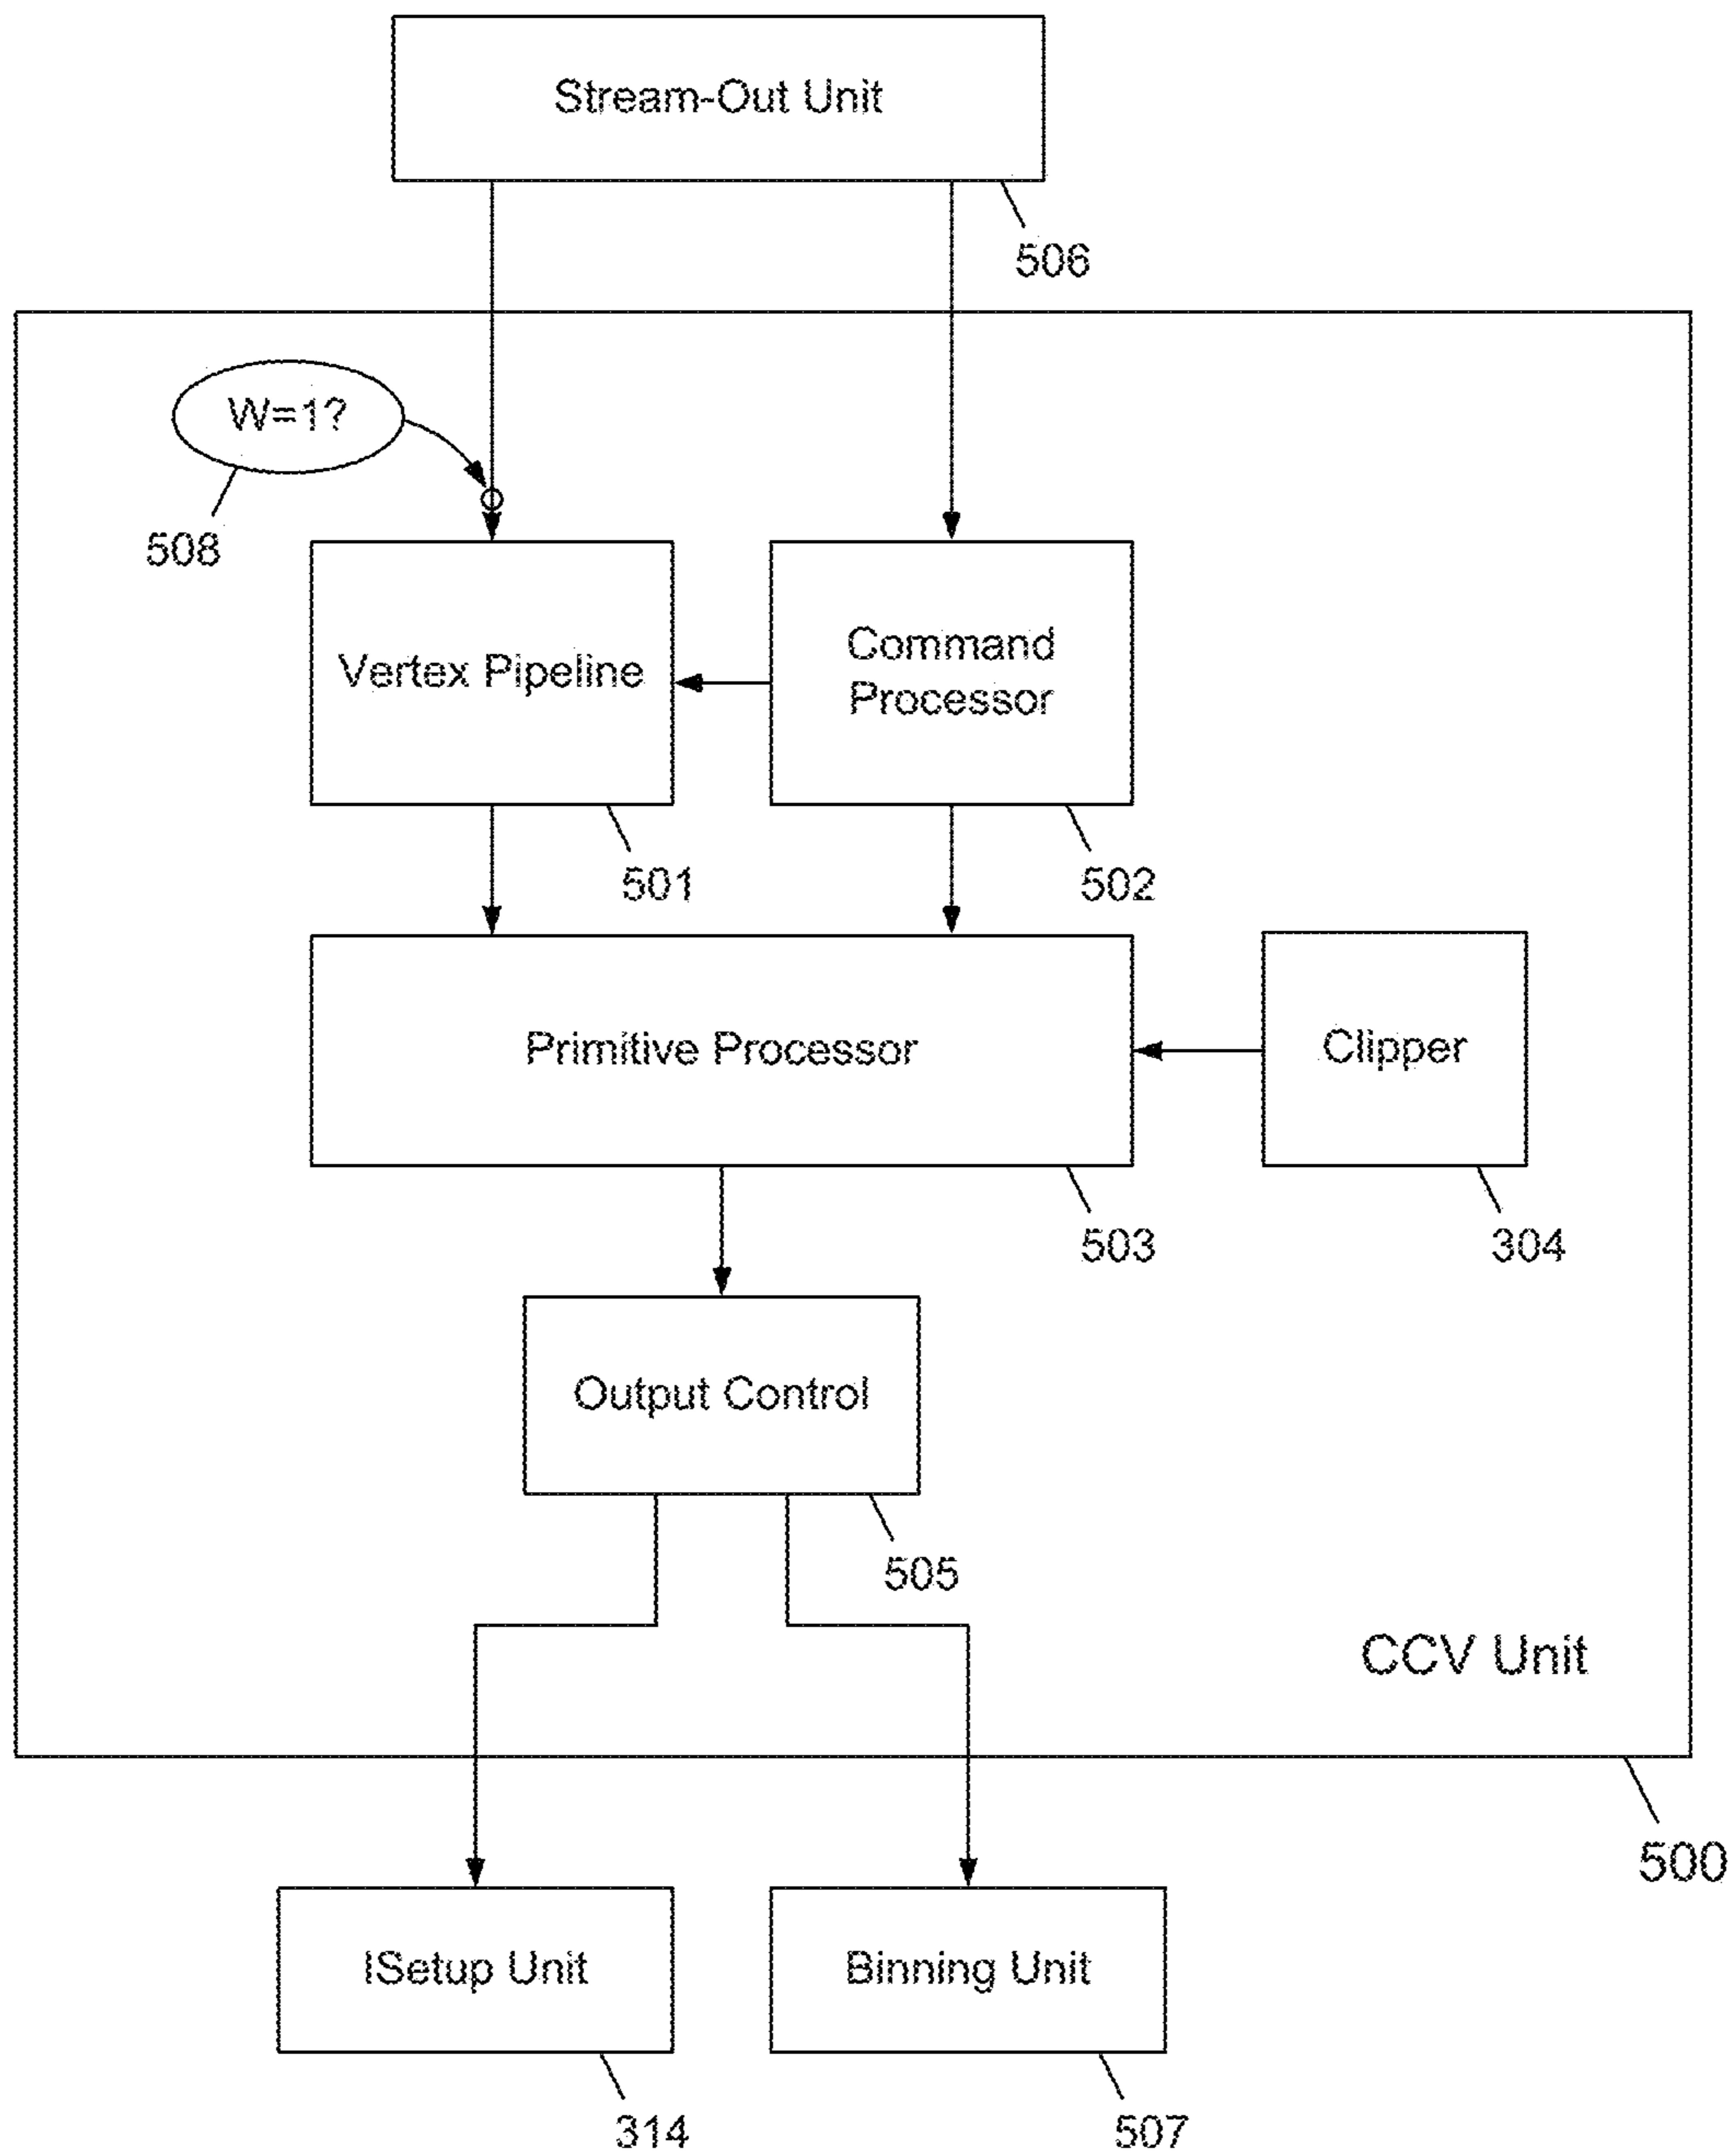 Stream-Out Unit
506
W=1?
508
Vertex Pipeline
Command
Processor
501
502
Primitive Processor
Clipper
503
304
Output Control
505
CCV Unit
500
ISetup Unit
Binning Unit
314
507